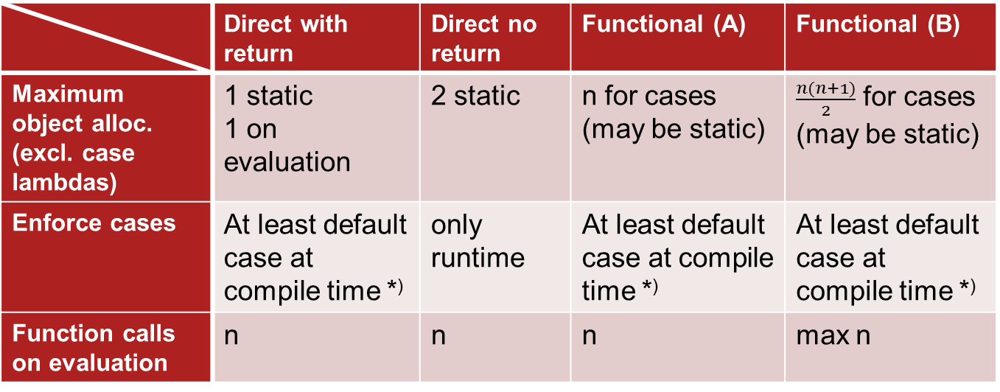 Direct with
return
Direct no
return
Functional (A)
Functional (B)
Maximum
object alloc.
(excl. case
lambdas)
1 static
1 on
evaluation
2 static
n for cases
(may be static)
n(n+1)/2 for cases
(may be static)
Enforce cases
At least default
case at
compile time *)
only
runtime
At least default
case at compile
time *)
At least default
case at
compile time *)
Function calls
on evaluation
n
n
n
max n